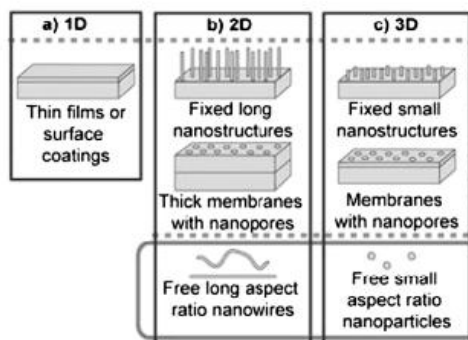 a) 1D
Thin films or
surface
coatings
b) 2D
Fixed long
nanostructures
Thick membranes
with nanopores
Free long aspect
ratio nanowires
c) 3D
Fixed small
nanostructures
Membranes
with nanopores
Free small
aspect ratio
nanoparticles